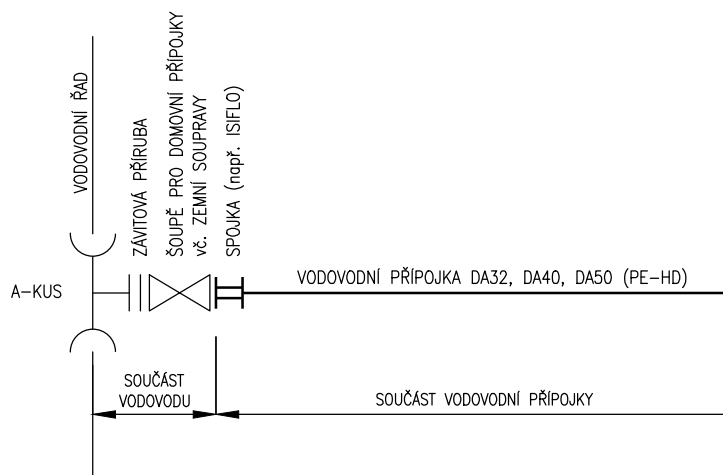 VODOVODNÍ ŘAD
ZÁVITOVÁ PŘÍRUBA
ŠOUPĚ PRO DOMOVNÍ PŘÍPOJKY
vč. ZEMNÍ SOUPRAVY
SPOJKA (např. ISIFLO)
A-KUS
VODOVODNÍ PŘÍPOJKA DA32, DA40, DA50 (PE-HD)
SOUČÁST
VODOVODU
SOUČÁST VODOVODNÍ PŘÍPOJKY